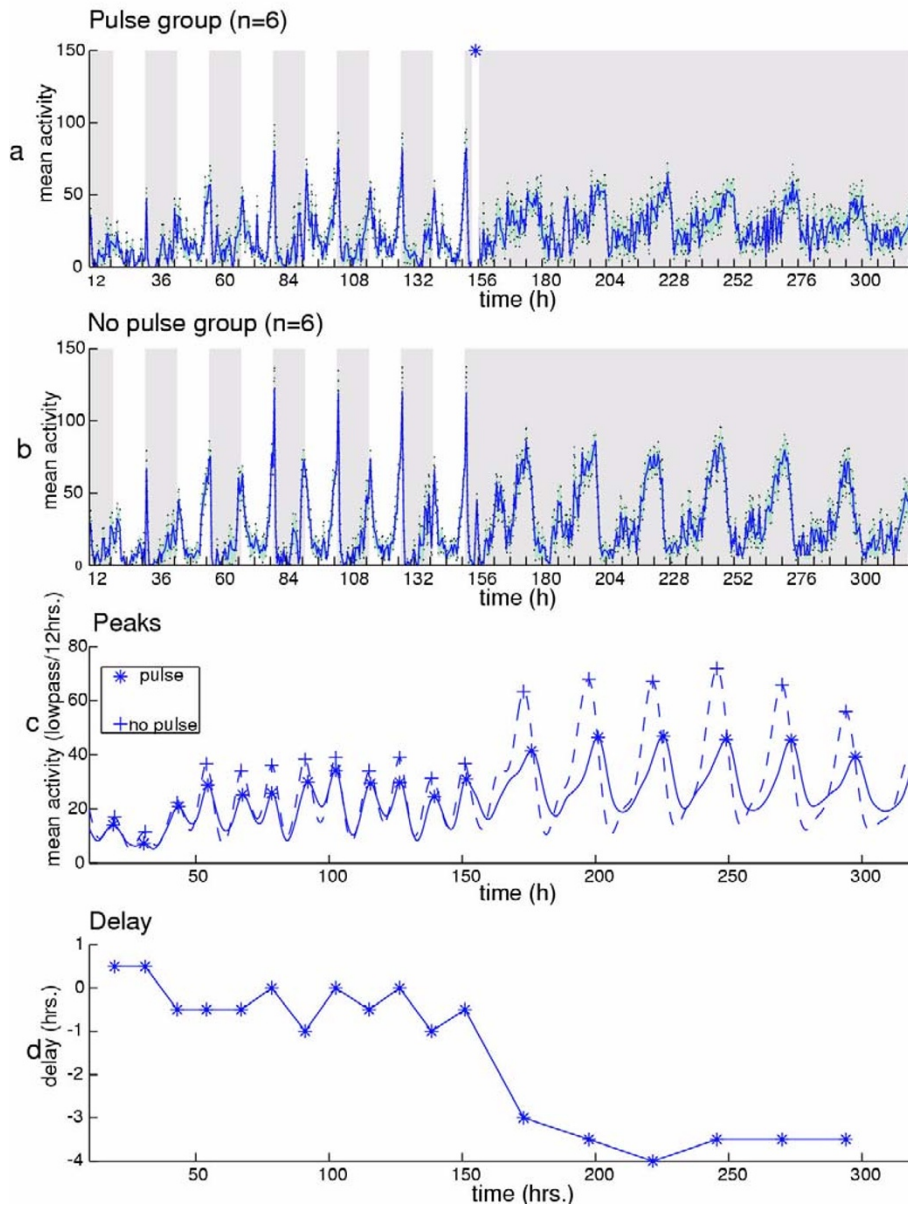 Pulse group (n=6)
a
mean activity
150
100
50
0
12 36 60 84 108 132 156 180 204 228 252 276 300
time (h)
No pulse group (n=6)
b
mean activity
150
100
50
0
12 36 60 84 108 132 156 180 204 228 252 276 300
time (h)
Peaks
c
mean activity (lowpass/12hrs.)
80
60
40
20
0
pulse
no pulse
50 100 150 200 250 300
time (h)
Delay
d
delay (hrs.)
1
0
-1
-3
-3
-4
50 100 150 200 250 300
time (hrs.)